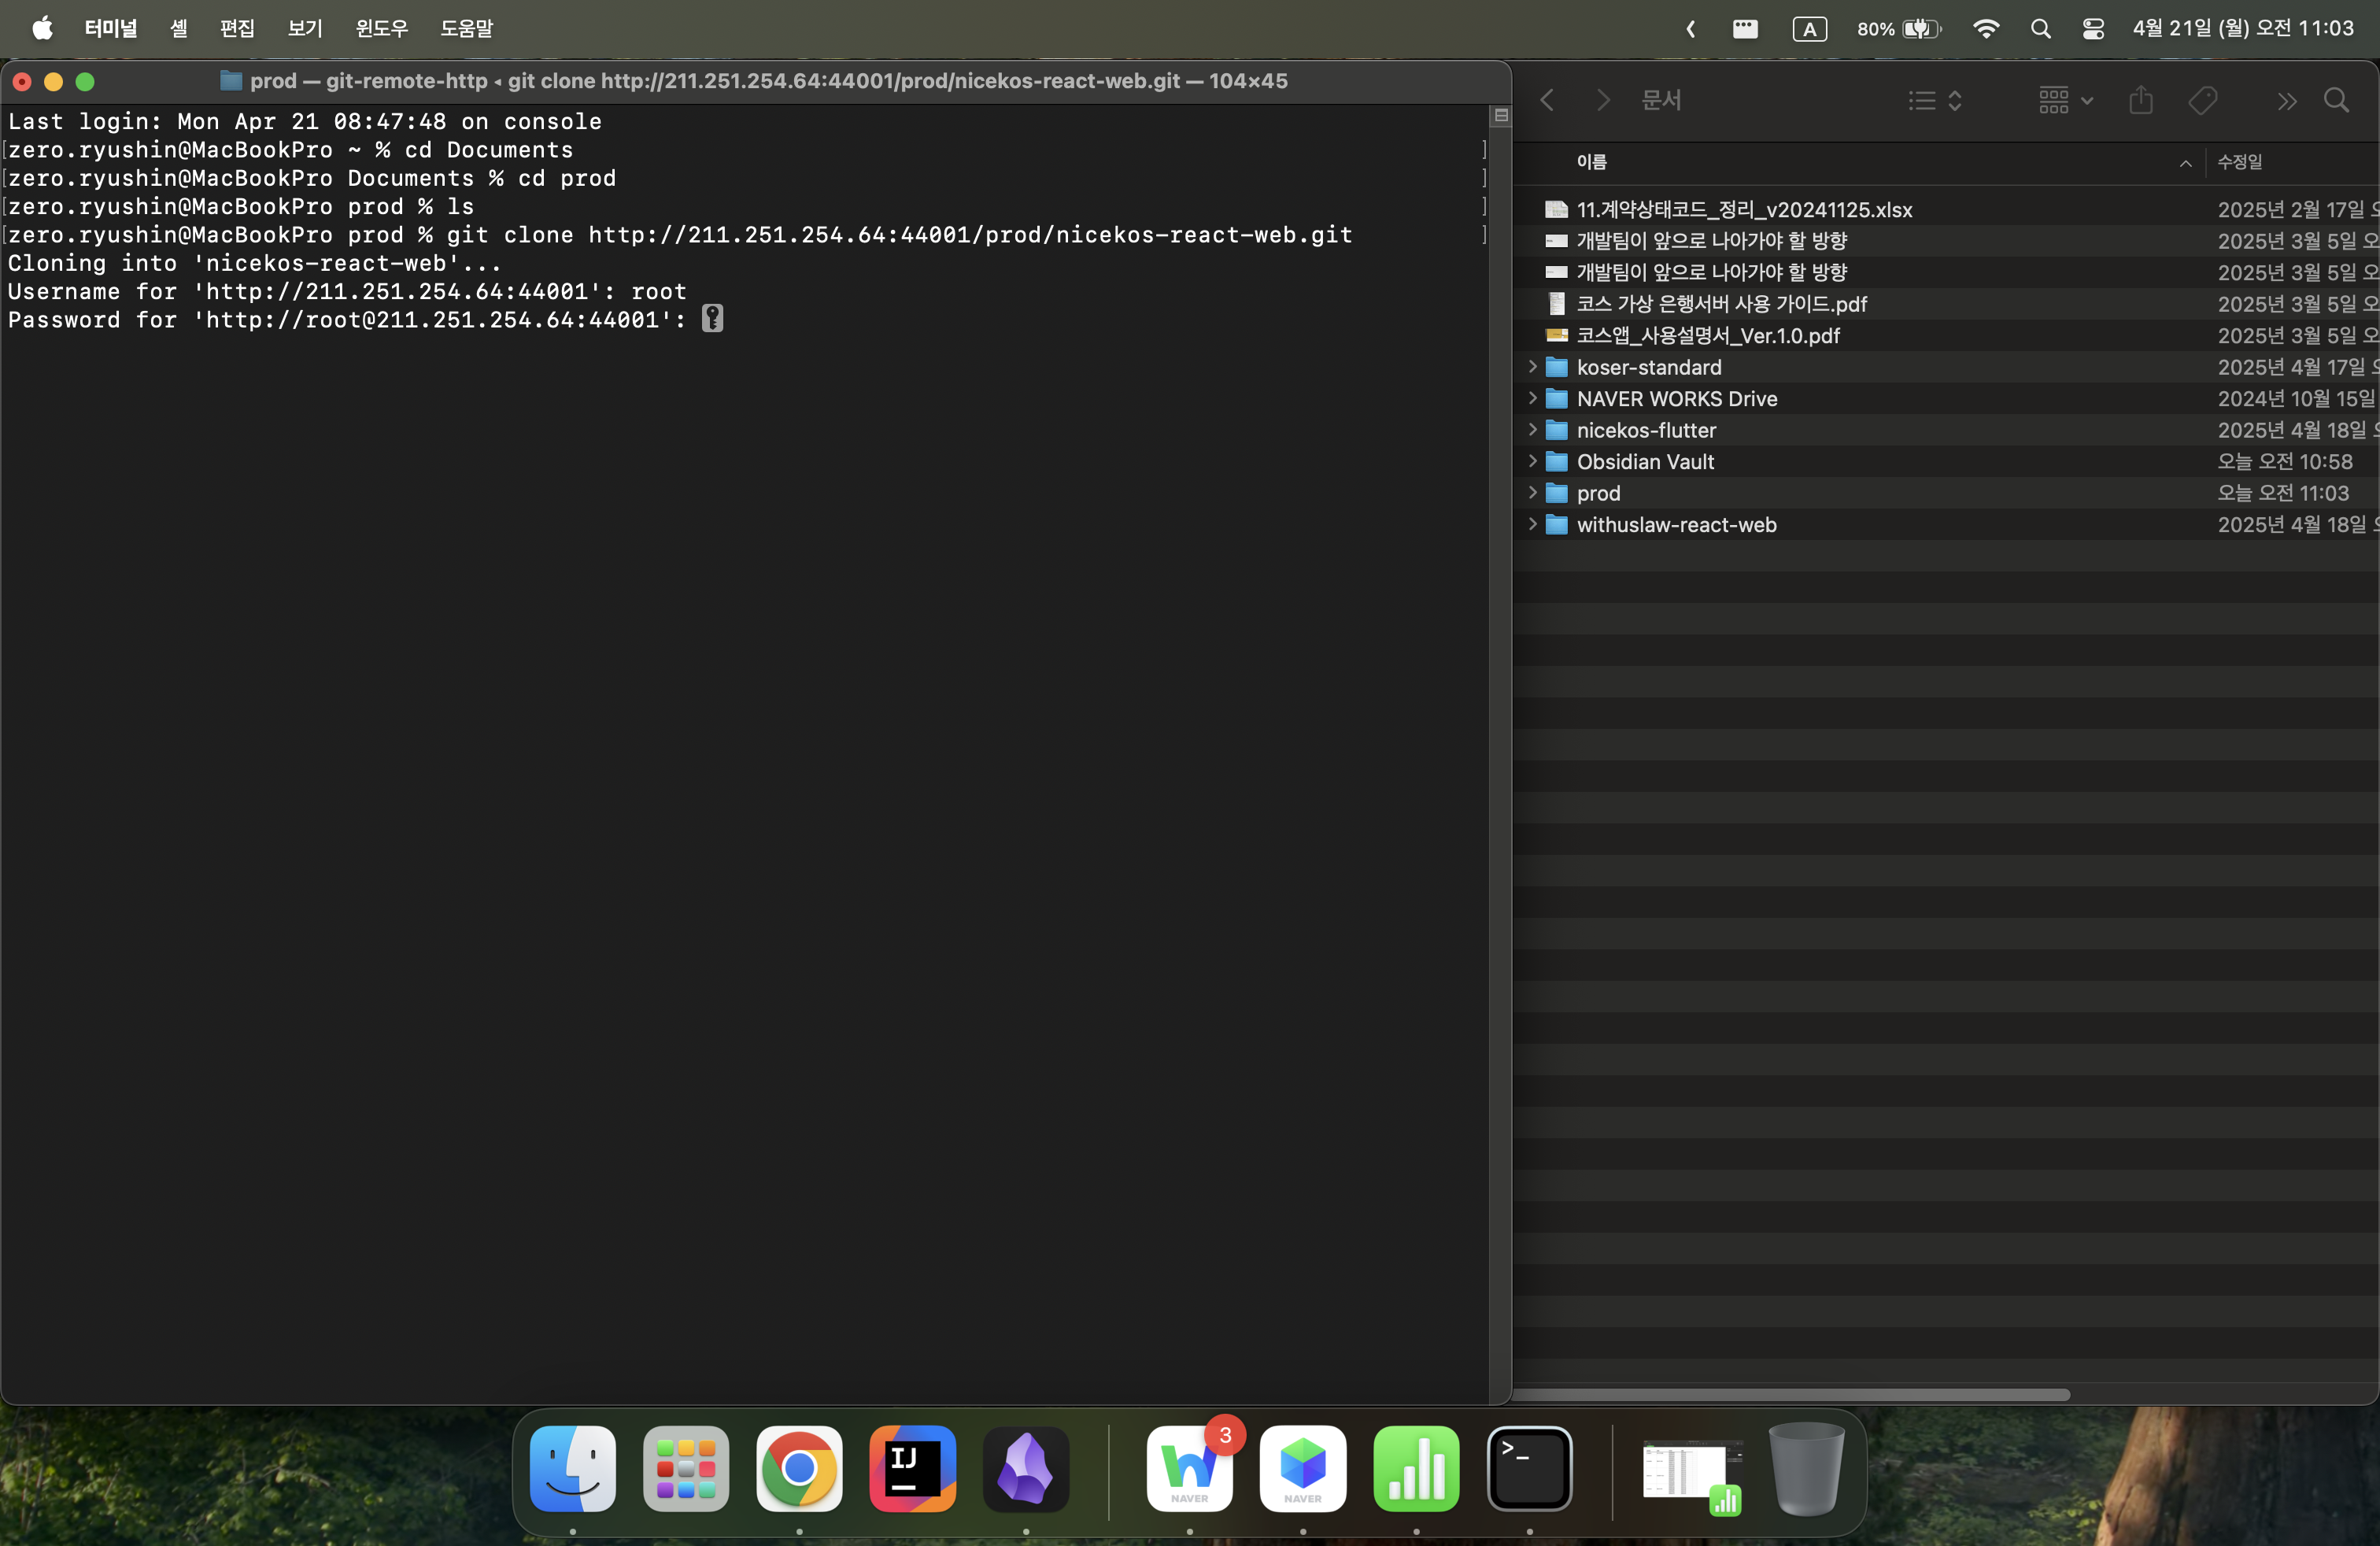 터미널 셸 편집 보기 윈도우 도움말
A 80% 4월 21일 (월) 오전 11:03
prod — git-remote-http ◂ git clone http://211.251.254.64:44001/prod/nicekos-react-web.git — 104×45
Last login: Mon Apr 21 08:47:48 on console
[zero.ryushin@MacBookPro ~ % cd Documents ]
[zero.ryushin@MacBookPro Documents % cd prod ]
[zero.ryushin@MacBookPro prod % ls ]
[zero.ryushin@MacBookPro prod % git clone http://211.251.254.64:44001/prod/nicekos-react-web.git ]
Cloning into 'nicekos-react-web'...
Username for 'http://211.251.254.64:44001': root
Password for 'http://root@211.251.254.64:44001':
문서
이름 수정일
11.계약상태코드_정리_v20241125.xlsx 2025년 2월 17일
개발팀이 앞으로 나아가야 할 방향 2025년 3월 5일
개발팀이 앞으로 나아가야 할 방향 2025년 3월 5일
코스 가상 은행서버 사용 가이드.pdf 2025년 3월 5일
코스앱_사용설명서_Ver.1.0.pdf 2025년 3월 5일
koser-standard 2025년 4월 17일
NAVER WORKS Drive 2024년 10월 15일
nicekos-flutter 2025년 4월 18일
Obsidian Vault 오늘 오전 10:58
prod 오늘 오전 11:03
withuslaw-react-web 2025년 4월 18일
IJ
3
NAVER
NAVER
>_